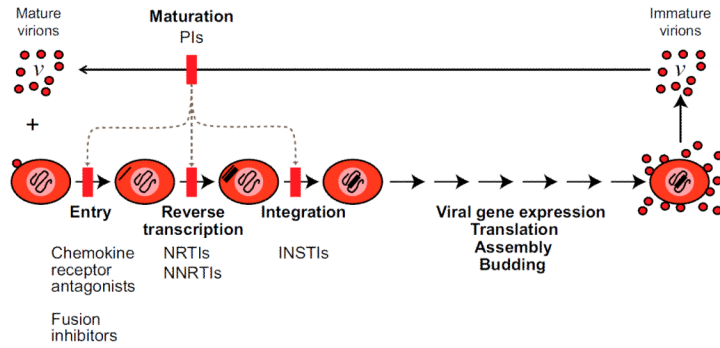 Mature
virions
Maturation
PIs
Immature
virions
v
v
+
Entry
Reverse
transcription
Integration
Viral gene expression
Translation
Assembly
Budding
Chemokine
receptor
antagonists
NRTIs
NNRTIs
INSTIs
Fusion
inhibitors